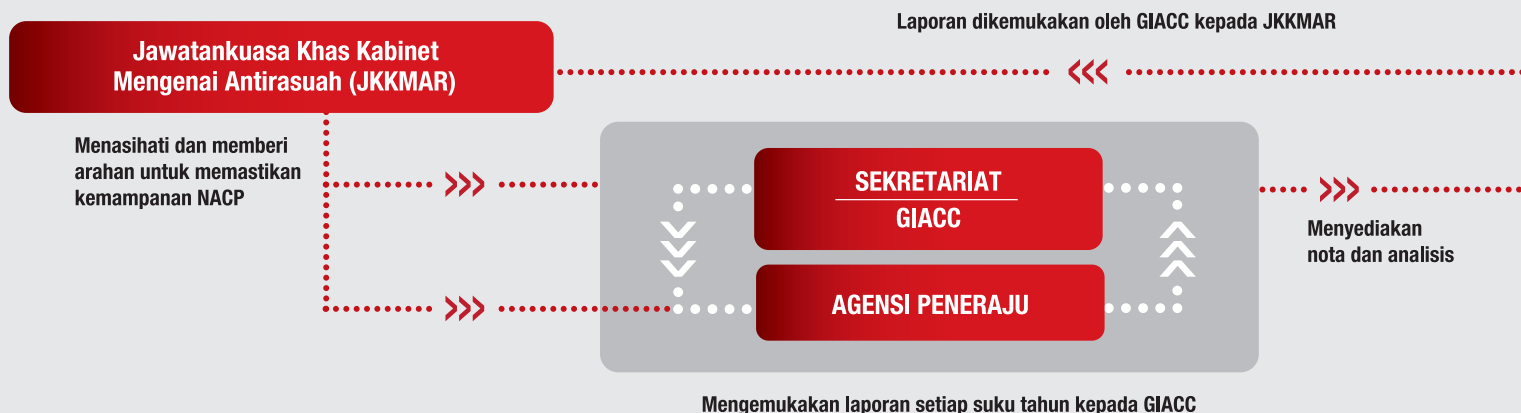 Laporan dikemukakan oleh GIACC kepada JKKMAR
Jawatankuasa Khas Kabinet
Mengenai Antirasuah (JKKMAR)
Menasihati dan memberi
arahan untuk memastikan
kemampanan NACP
SEKRETARIAT
GIACC
AGENSI PENERAJU
Menyediakan
nota dan analisis
Mengemukakan laporan setiap suku tahun kepada GIACC